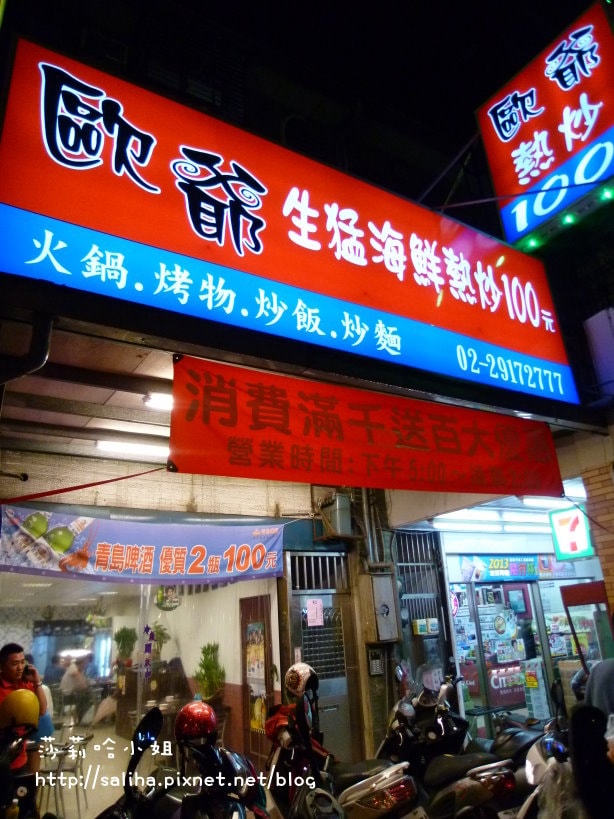 歐爺 生猛海鮮熱炒100元
火鍋.烤物.炒飯.炒麵
02-29172777
歐爺
熱炒
100
消費滿千送百大
營業時間:下午5:00~
青島啤酒 優質2瓶100元
7
2013
莎莉哈小姐
http://saliha.pixnet.net/blog